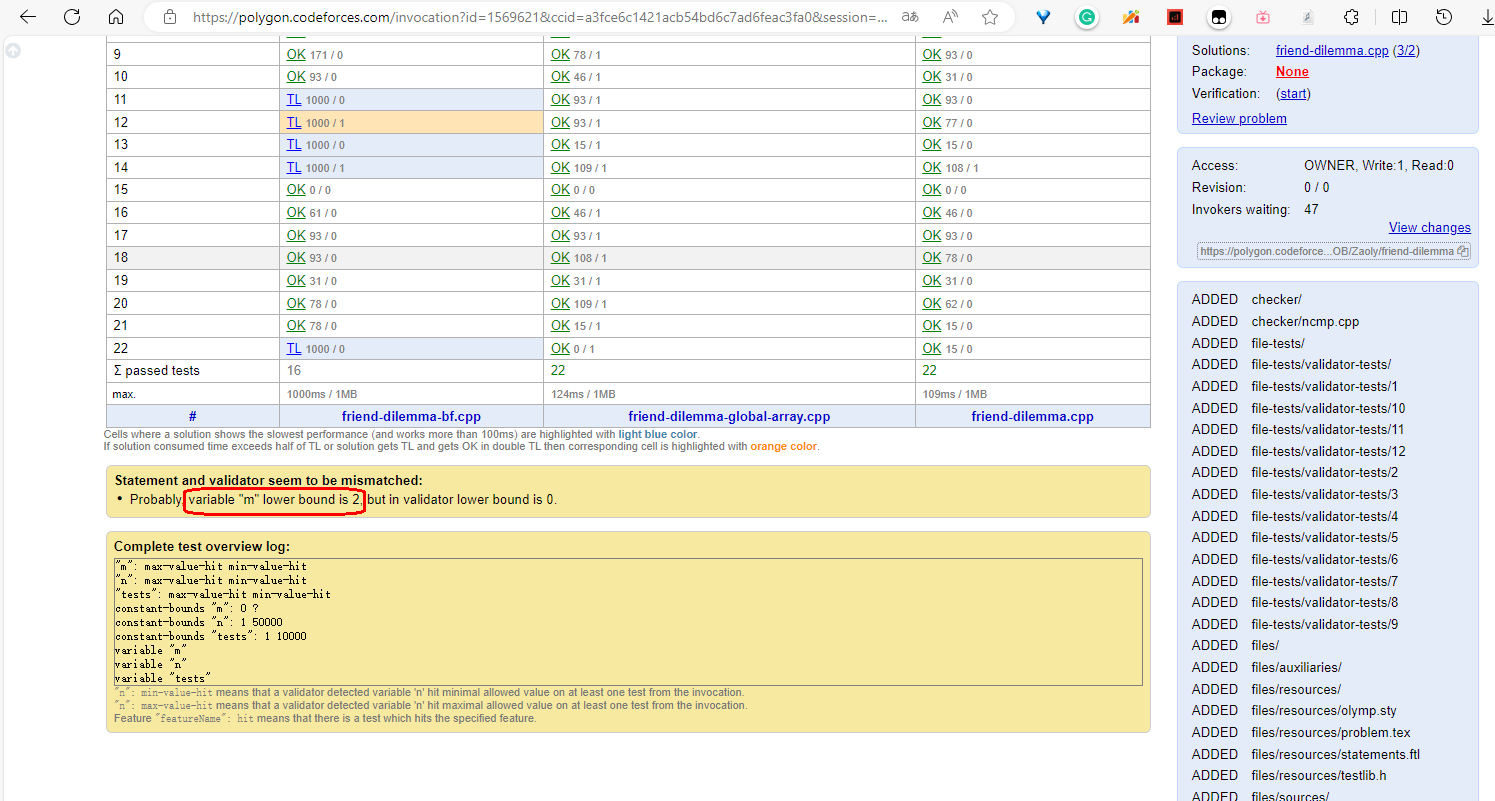 https://polygon.codeforces.com/invocation?id=1569621&ccid=a3fce6c1421acb54bd6c7ad6feac3fa0&session=...
9 OK 171 / 0 OK 78 / 1 OK 93 / 0
10 OK 93 / 0 OK 46 / 1 OK 31 / 0
11 TL 1000 / 0 OK 93 / 1 OK 93 / 0
12 TL 1000 / 1 OK 93 / 1 OK 77 / 0
13 TL 1000 / 0 OK 15 / 1 OK 15 / 0
14 TL 1000 / 1 OK 109 / 1 OK 108 / 1
15 OK 0 / 0 OK 0 / 0 OK 0 / 0
16 OK 61 / 0 OK 46 / 1 OK 46 / 0
17 OK 93 / 0 OK 93 / 1 OK 93 / 0
18 OK 93 / 0 OK 108 / 1 OK 78 / 0
19 OK 31 / 0 OK 31 / 1 OK 31 / 0
20 OK 78 / 0 OK 109 / 1 OK 62 / 0
21 OK 78 / 0 OK 15 / 1 OK 15 / 0
22 TL 1000 / 0 OK 0 / 1 OK 15 / 0
Σ passed tests 16 22 22
max. 1000ms / 1MB 124ms / 1MB 109ms / 1MB
# friend-dilemma-bf.cpp friend-dilemma-global-array.cpp friend-dilemma.cpp
Cells where a solution shows the slowest performance (and works more than 100ms) are highlighted with light blue color.
If solution consumed time exceeds half of TL or solution gets TL and gets OK in double TL then corresponding cell is highlighted with orange color.
Statement and validator seem to be mismatched:
• Probably, variable "m" lower bound is 2, but in validator lower bound is 0.
Complete test overview log:
"m": max-value-hit min-value-hit
"n": max-value-hit min-value-hit
"tests": max-value-hit min-value-hit
constant-bounds "m": 0 ?
constant-bounds "n": 1 50000
constant-bounds "tests": 1 10000
variable "m"
variable "n"
variable "tests"
"n": min-value-hit means that a validator detected variable 'n' hit minimal allowed value on at least one test from the invocation.
"n": max-value-hit means that a validator detected variable 'n' hit maximal allowed value on at least one test from the invocation.
Feature "featureName": hit means that there is a test which hits the specified feature.
Solutions: friend-dilemma.cpp (3/2)
Package: None
Verification: (start)
Review problem
Access: OWNER, Write:1, Read:0
Revision: 0 / 0
Invokers waiting: 47
View changes
https://polygon.codeforce...OB/Zaoly/friend-dilemma
ADDED checker/
ADDED checker/ncmp.cpp
ADDED file-tests/
ADDED file-tests/validator-tests/
ADDED file-tests/validator-tests/1
ADDED file-tests/validator-tests/10
ADDED file-tests/validator-tests/11
ADDED file-tests/validator-tests/12
ADDED file-tests/validator-tests/2
ADDED file-tests/validator-tests/3
ADDED file-tests/validator-tests/4
ADDED file-tests/validator-tests/5
ADDED file-tests/validator-tests/6
ADDED file-tests/validator-tests/7
ADDED file-tests/validator-tests/8
ADDED file-tests/validator-tests/9
ADDED files/
ADDED files/auxiliaries/
ADDED files/resources/
ADDED files/resources/olymp.sty
ADDED files/resources/problem.tex
ADDED files/resources/statements.ftl
ADDED files/resources/testlib.h
ADDED files/sources/